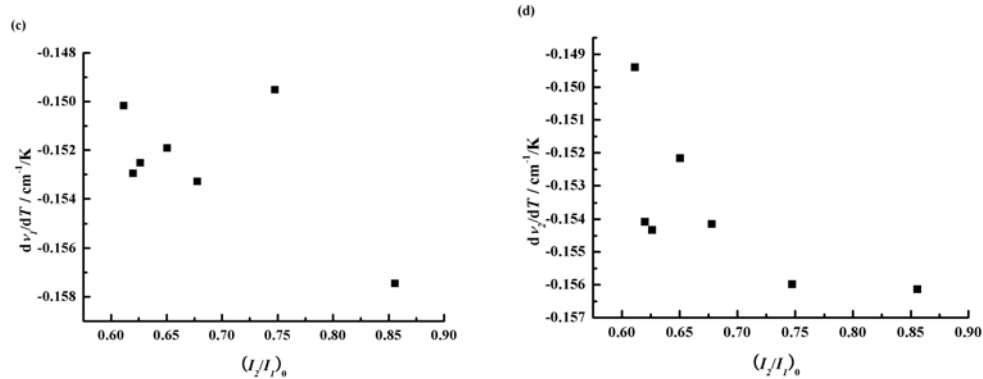 (c)
-0.148
-0.150
-0.152
-0.154
-0.156
-0.158
dν₁/dT / cm⁻¹/K
0.60 0.65 0.70 0.75 0.80 0.85 0.90
(I₂/I₁)₀
(d)
-0.149
-0.150
-0.151
-0.152
-0.153
-0.154
-0.155
-0.156
-0.157
dν₂/dT / cm⁻¹/K
0.60 0.65 0.70 0.75 0.80 0.85 0.90
(I₂/I₁)₀